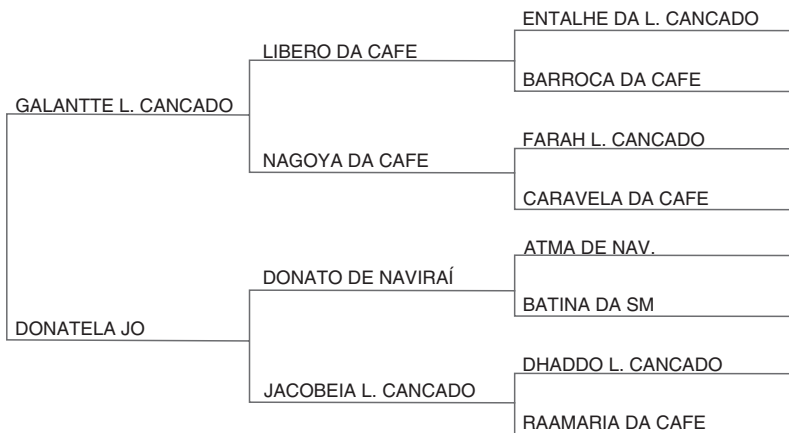 ENTALHE DA L. CANCADO
LIBERO DA CAFE
BARROCA DA CAFE
GALANTTE L. CANCADO
FARAH L. CANCADO
NAGOYA DA CAFE
CARAVELA DA CAFE
ATMA DE NAV.
DONATO DE NAVIRAÍ
BATINA DA SM
DONATELA JO
DHADDO L. CANCADO
JACOBEIA L. CANCADO
RAAMARIA DA CAFE